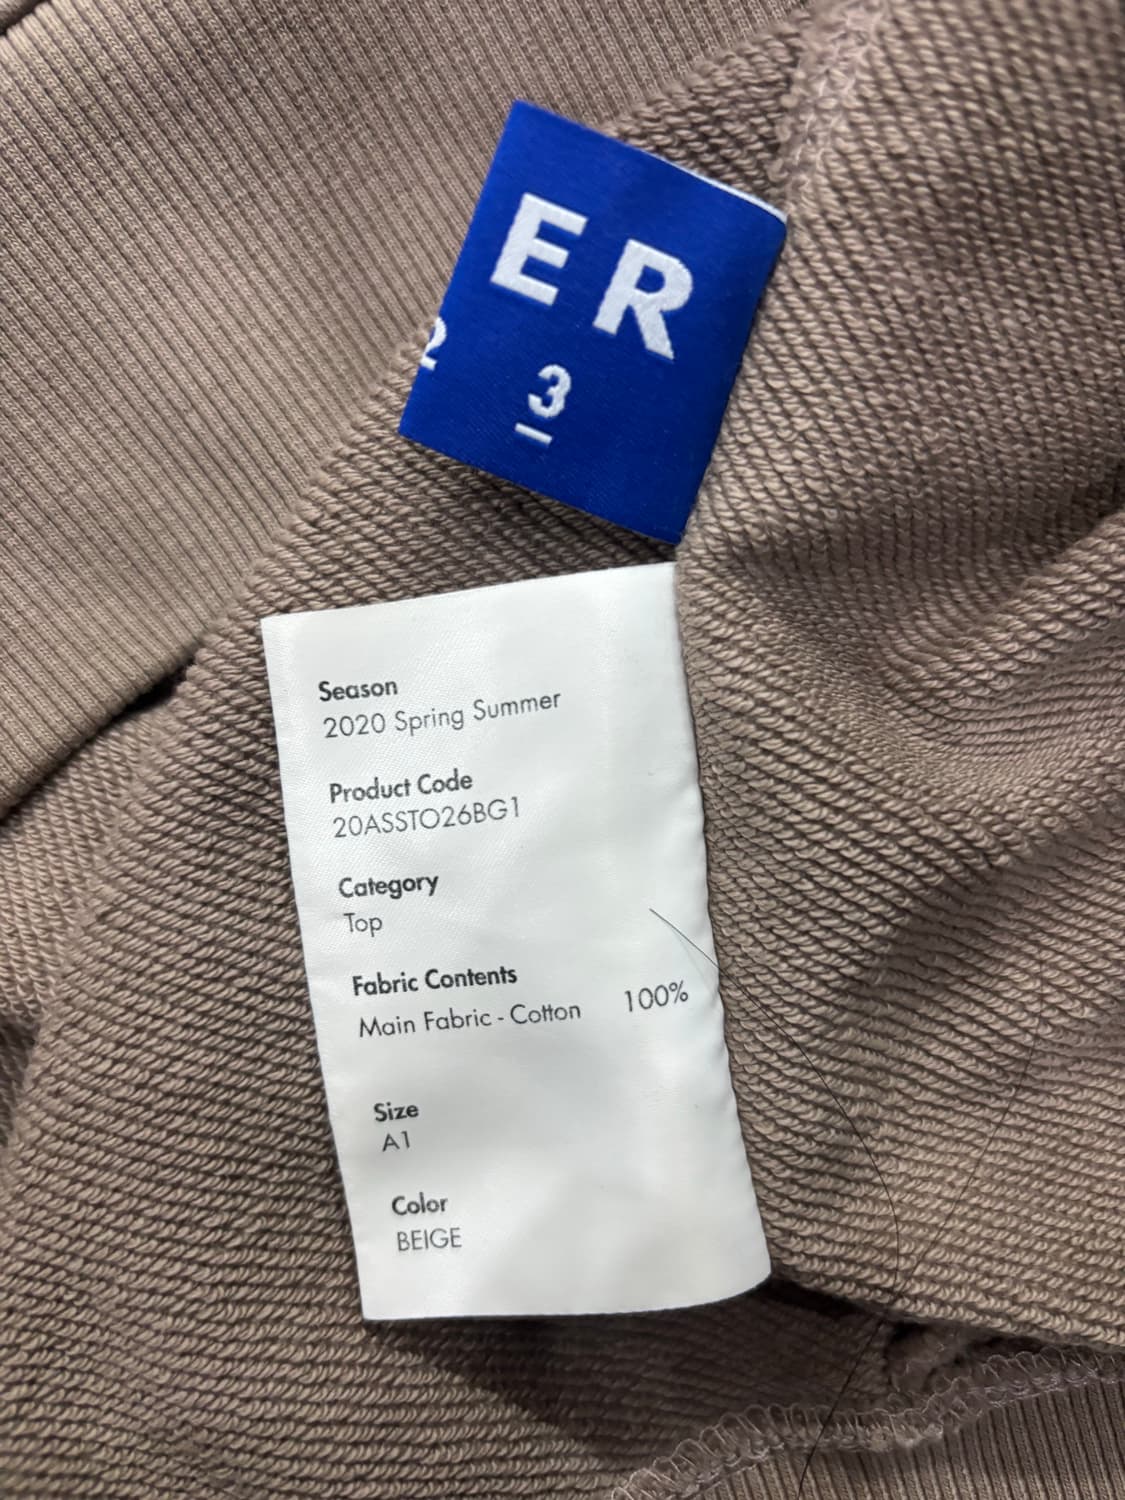 ER
2 3
Season
2020 Spring Summer
Product Code
20ASSTO26BG1
Category
Top
Fabric Contents
Main Fabric - Cotton 100%
Size
A1
Color
BEIGE